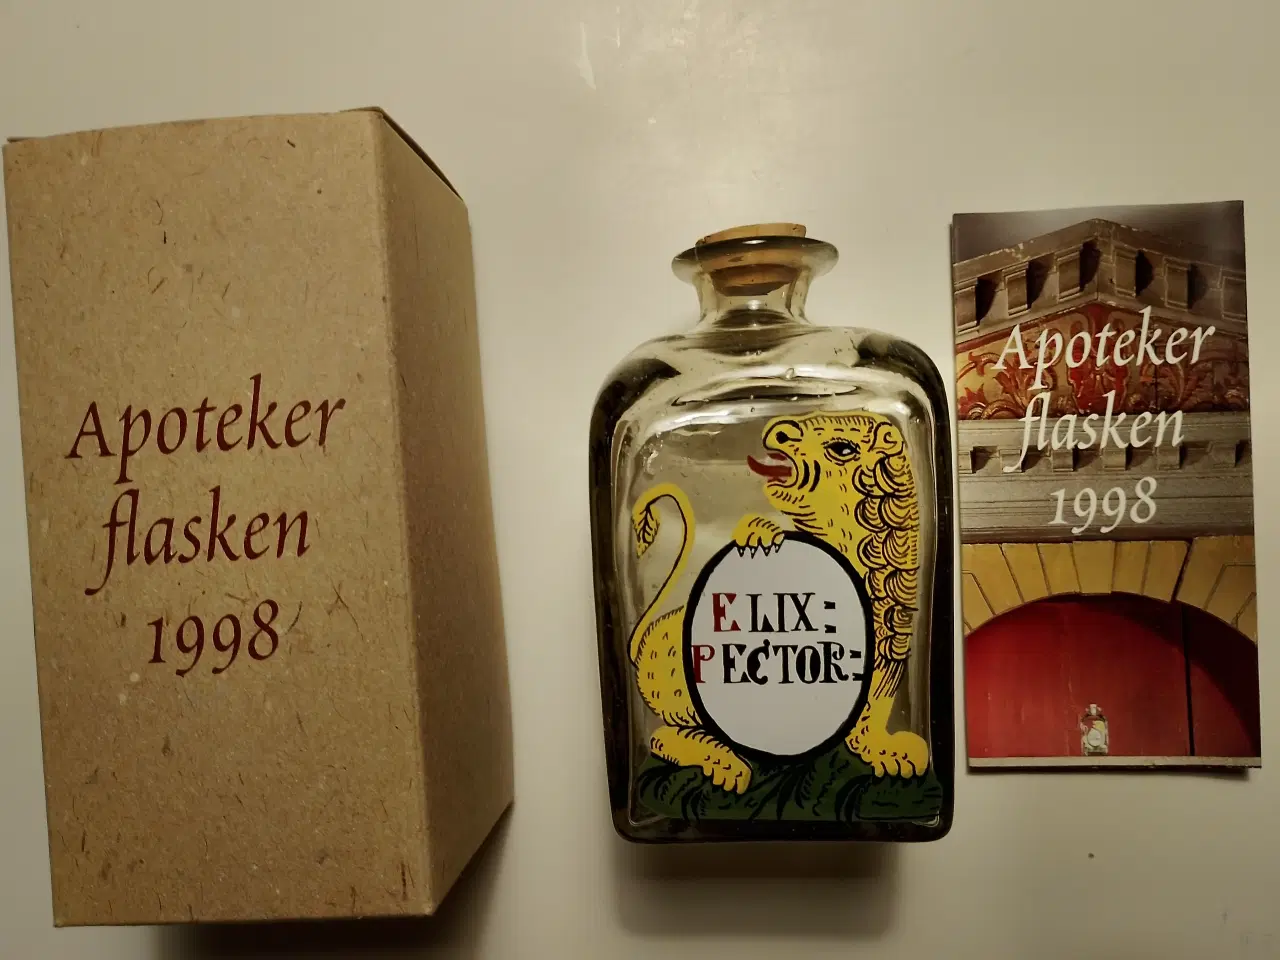 Apoteker
flasken
1998
ELIX:
PECTOR:
Apoteker
flasken
1998